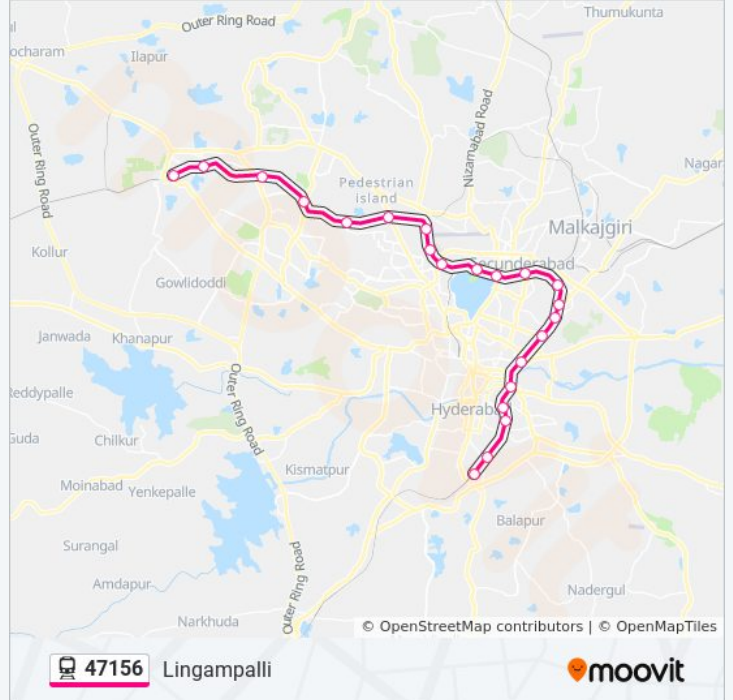 Outer Ring Road
Thumukunta
ocharam
Ilapur
Nizamabad Road
Outer Ring Road
Nagar
Pedestrian
island
Malkajgiri
Kollur
Secunderabad
Gowlidoddi
Janwada
Khanapur
Outer Ring Road
eddypalle
Hyderabad
Guda
Chilkur
Kismatpur
Moinabad
Yenkepalle
Balapur
Surangal
Outer Ring Road
Amdapur
Nadergul
Narkhuda
© OpenStreetMap contributors | © OpenMapTiles
47156 Lingampalli
moovit